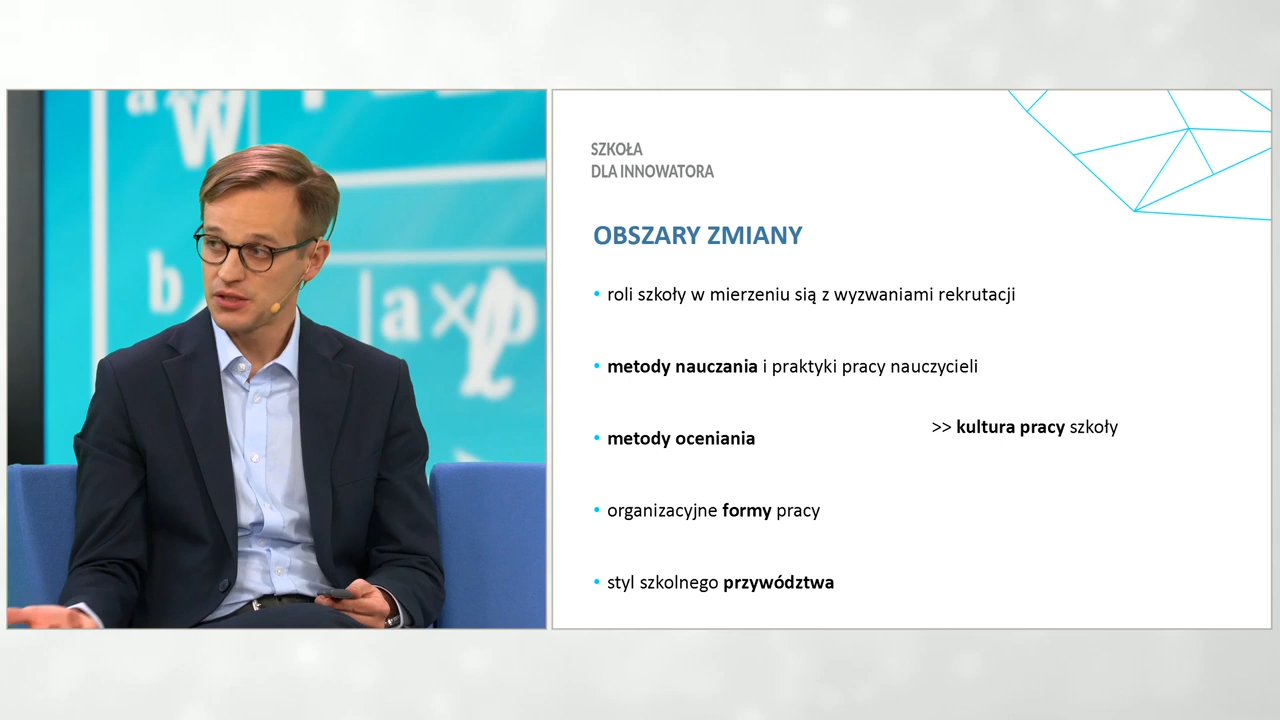 a
W
b
|a×b
SZKOŁA
DLA INNOWATORA
OBSZARY ZMIANY
• roli szkoły w mierzeniu sią z wyzwaniami rekrutacji
• metody nauczania i praktyki pracy nauczycieli
>> kultura pracy szkoły
• metody oceniania
• organizacyjne formy pracy
• styl szkolnego przywództwa